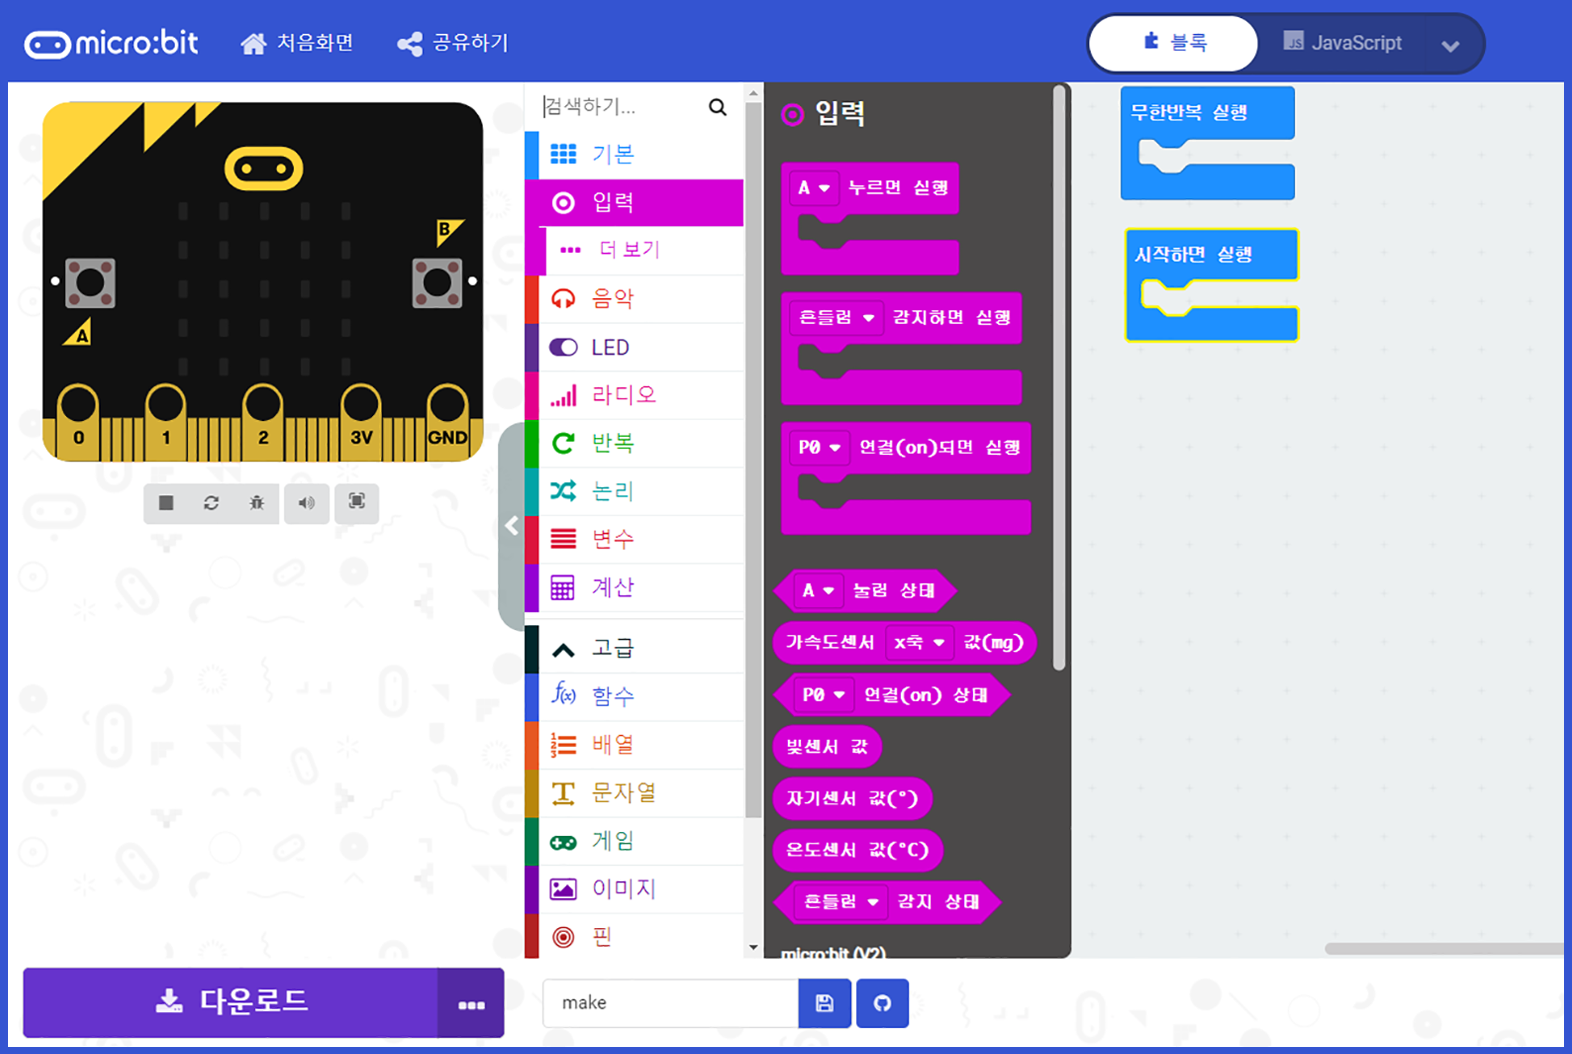 micro:bit 처음화면 공유하기 블록 JS JavaScript
B
A
0 1 2 3V GND
검색하기...
기본
입력
더 보기
음악
LED
라디오
반복
논리
변수
계산
고급
f(x) 함수
배열
문자열
게임
이미지
핀
입력
A 누르면 실행
흔들림 감지하면 실행
P0 연결(on)되면 실행
A 눌림 상태
가속도센서 x축 값(mg)
P0 연결(on) 상태
빛센서 값
자기센서 값(°)
온도센서 값(°C)
흔들림 감지 상태
micro:bit (V2)
무한반복 실행
시작하면 실행
다운로드
make